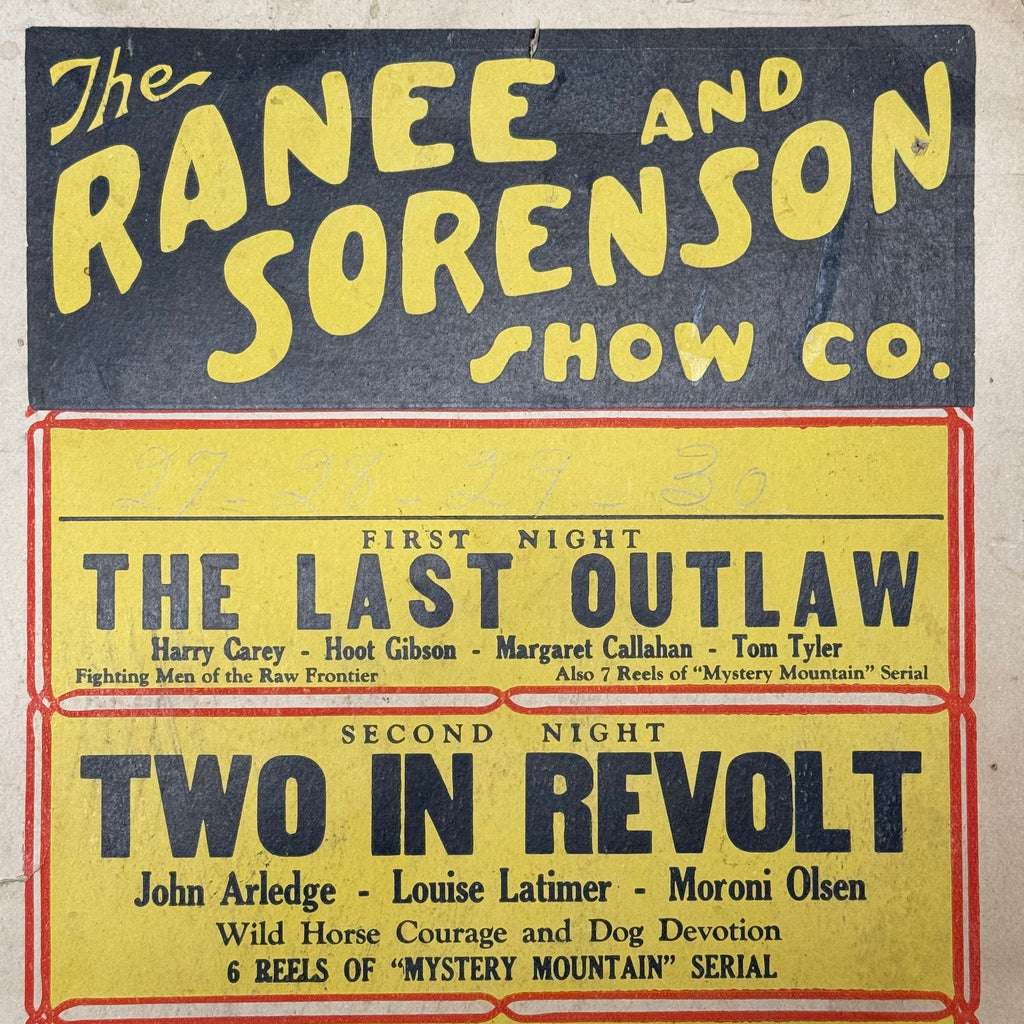 The
RANEE AND
SORENSON
SHOW CO.
27 - 28 - 29 - 30
FIRST NIGHT
THE LAST OUTLAW
Harry Carey - Hoot Gibson - Margaret Callahan - Tom Tyler
Fighting Men of the Raw Frontier Also 7 Reels of "Mystery Mountain" Serial
SECOND NIGHT
TWO IN REVOLT
John Arledge - Louise Latimer - Moroni Olsen
Wild Horse Courage and Dog Devotion
6 REELS OF "MYSTERY MOUNTAIN" SERIAL